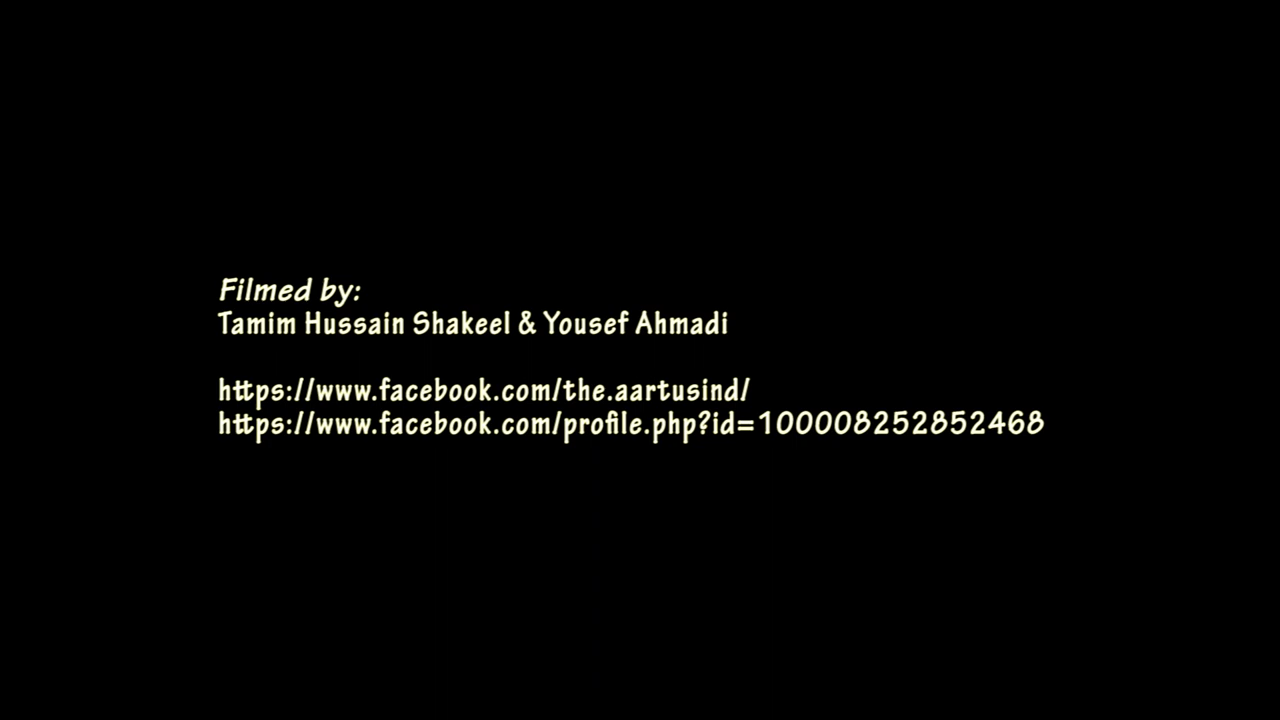 Filmed by:
Tamim Hussain Shakeel & Yousef Ahmadi
https://www.facebook.com/the.aartusind/
https://www.facebook.com/profile.php?id=100008252852468